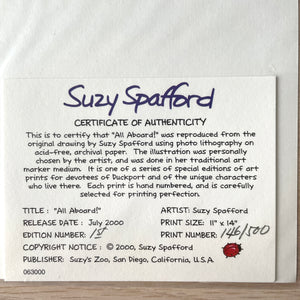 Suzy Spafford
CERTIFICATE OF AUTHENTICITY
This is to certify that "All Aboard!" was reproduced from the
original drawing by Suzy Spafford using photo lithography on
acid-free, archival paper. The illustration was personally
chosen by the artist, and was done in her traditional art
marker medium. It is one of a series of special editions of art
prints for devotees of Duckport and of the unique characters
who live there. Each print is hand numbered, and is carefully
selected for printing perfection.
TITLE: "All Aboard!" ARTIST: Suzy Spafford
RELEASE DATE: July 2000 PRINT SIZE: 11" x 14"
EDITION NUMBER: 1st PRINT NUMBER: 146/500
COPYRIGHT NOTICE: © 2000, Suzy Spafford
PUBLISHER: Suzy's Zoo, San Diego, California, U.S.A.
063000